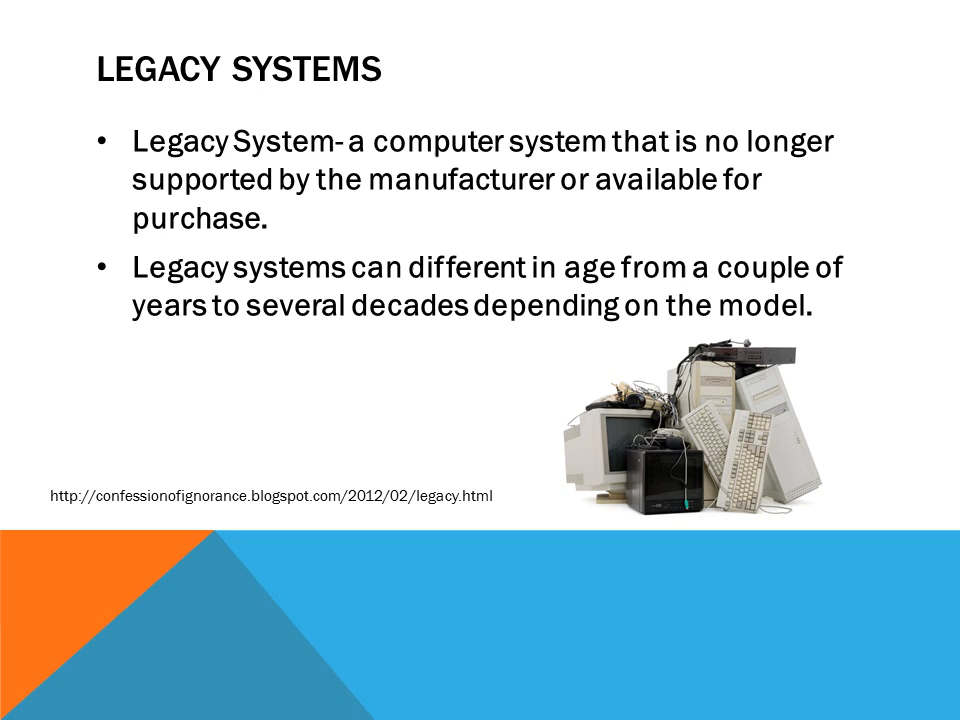 LEGACY SYSTEMS
• Legacy System- a computer system that is no longer
supported by the manufacturer or available for
purchase.
• Legacy systems can different in age from a couple of
years to several decades depending on the model.
http://confessionofignorance.blogspot.com/2012/02/legacy.html